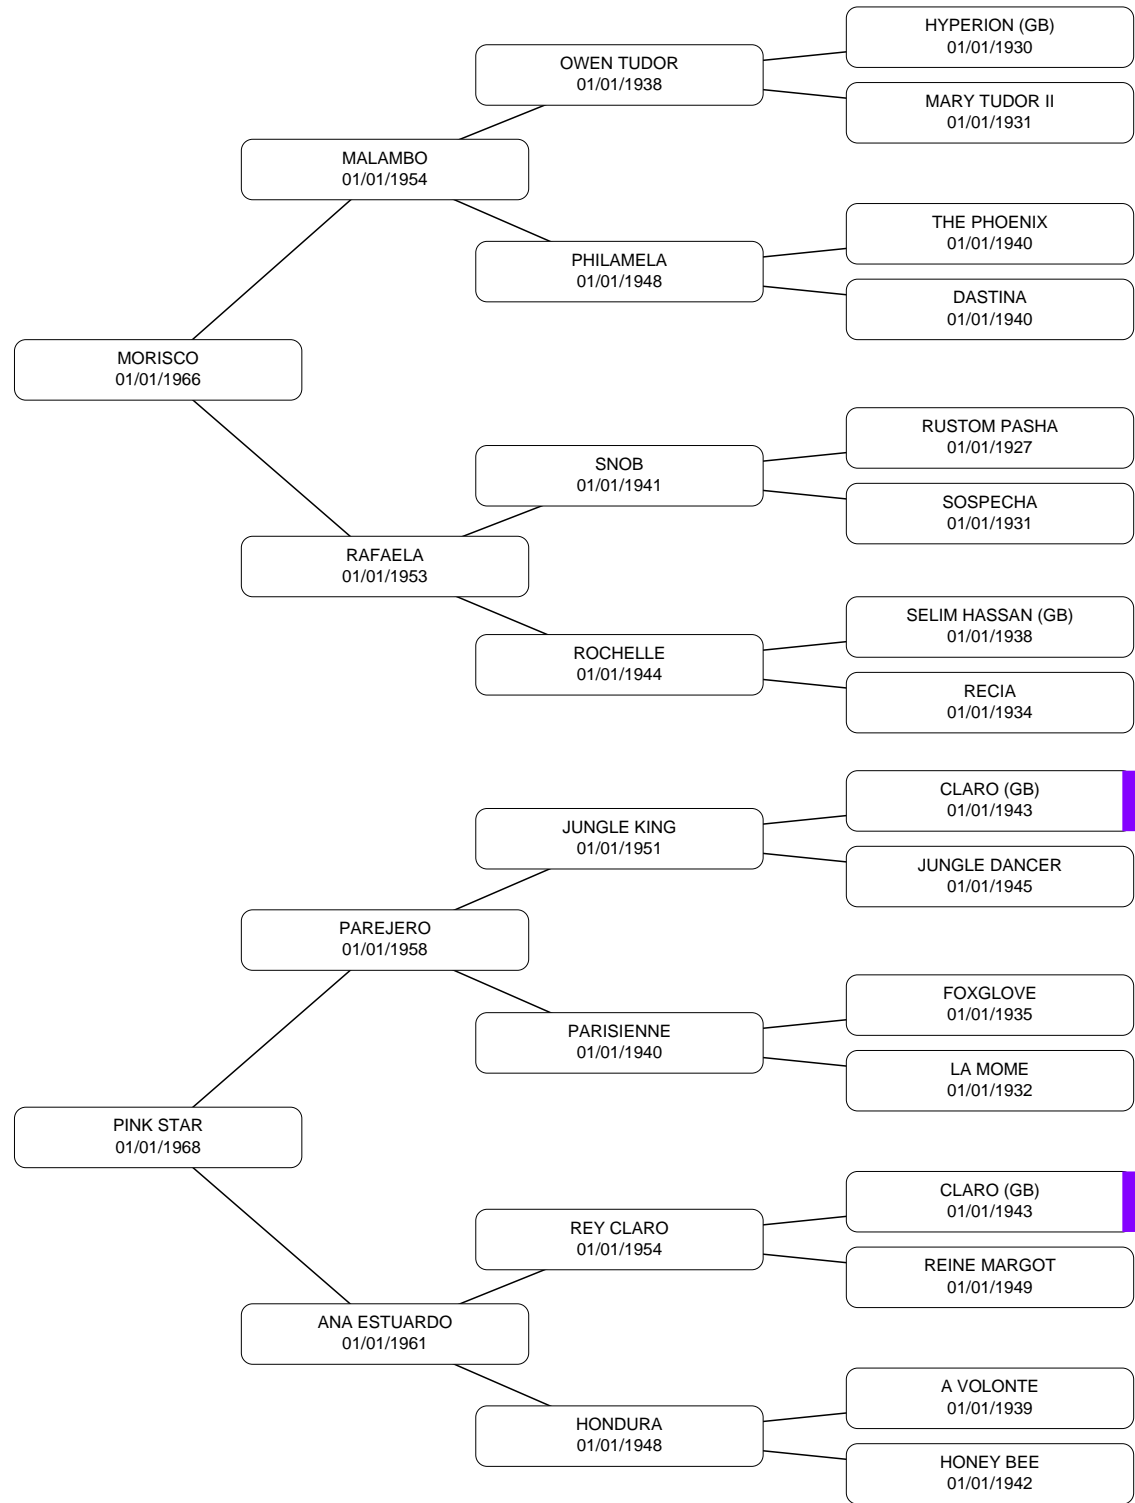 HYPERION (GB)
01/01/1930
OWEN TUDOR
01/01/1938
MARY TUDOR II
01/01/1931
MALAMBO
01/01/1954
THE PHOENIX
01/01/1940
PHILAMELA
01/01/1948
DASTINA
01/01/1940
MORISCO
01/01/1966
RUSTOM PASHA
01/01/1927
SNOB
01/01/1941
SOSPECHA
01/01/1931
RAFAELA
01/01/1953
SELIM HASSAN (GB)
01/01/1938
ROCHELLE
01/01/1944
RECIA
01/01/1934
CLARO (GB)
01/01/1943
JUNGLE KING
01/01/1951
JUNGLE DANCER
01/01/1945
PAREJERO
01/01/1958
FOXGLOVE
01/01/1935
PARISIENNE
01/01/1940
LA MOME
01/01/1932
PINK STAR
01/01/1968
CLARO (GB)
01/01/1943
REY CLARO
01/01/1954
REINE MARGOT
01/01/1949
ANA ESTUARDO
01/01/1961
A VOLONTE
01/01/1939
HONDURA
01/01/1948
HONEY BEE
01/01/1942